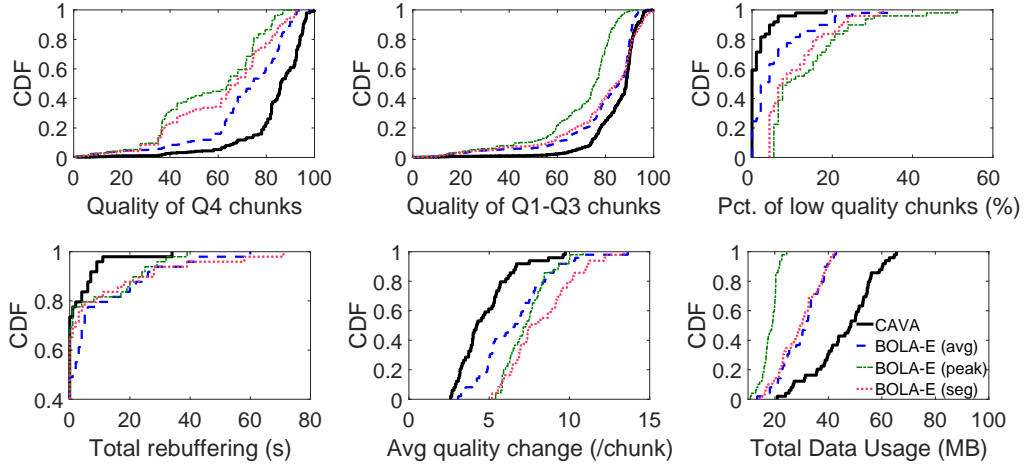 1
0.8
0.6
0.4
0.2
0
CDF
0 20 40 60 80 100
Quality of Q4 chunks
1
0.8
0.6
0.4
0.2
0
CDF
0 20 40 60 80 100
Quality of Q1-Q3 chunks
1
0.8
0.6
0.4
0.2
0
CDF
0 20 40 60
Pct. of low quality chunks (%)
1
0.8
0.6
0.4
CDF
0 20 40 60 80
Total rebuffering (s)
1
0.8
0.6
0.4
0.2
0
CDF
0 5 10 15
Avg quality change (/chunk)
1
0.8
0.6
0.4
0.2
0
CDF
CAVA
BOLA-E (avg)
BOLA-E (peak)
BOLA-E (seg)
20 40 60 80 100
Total Data Usage (MB)